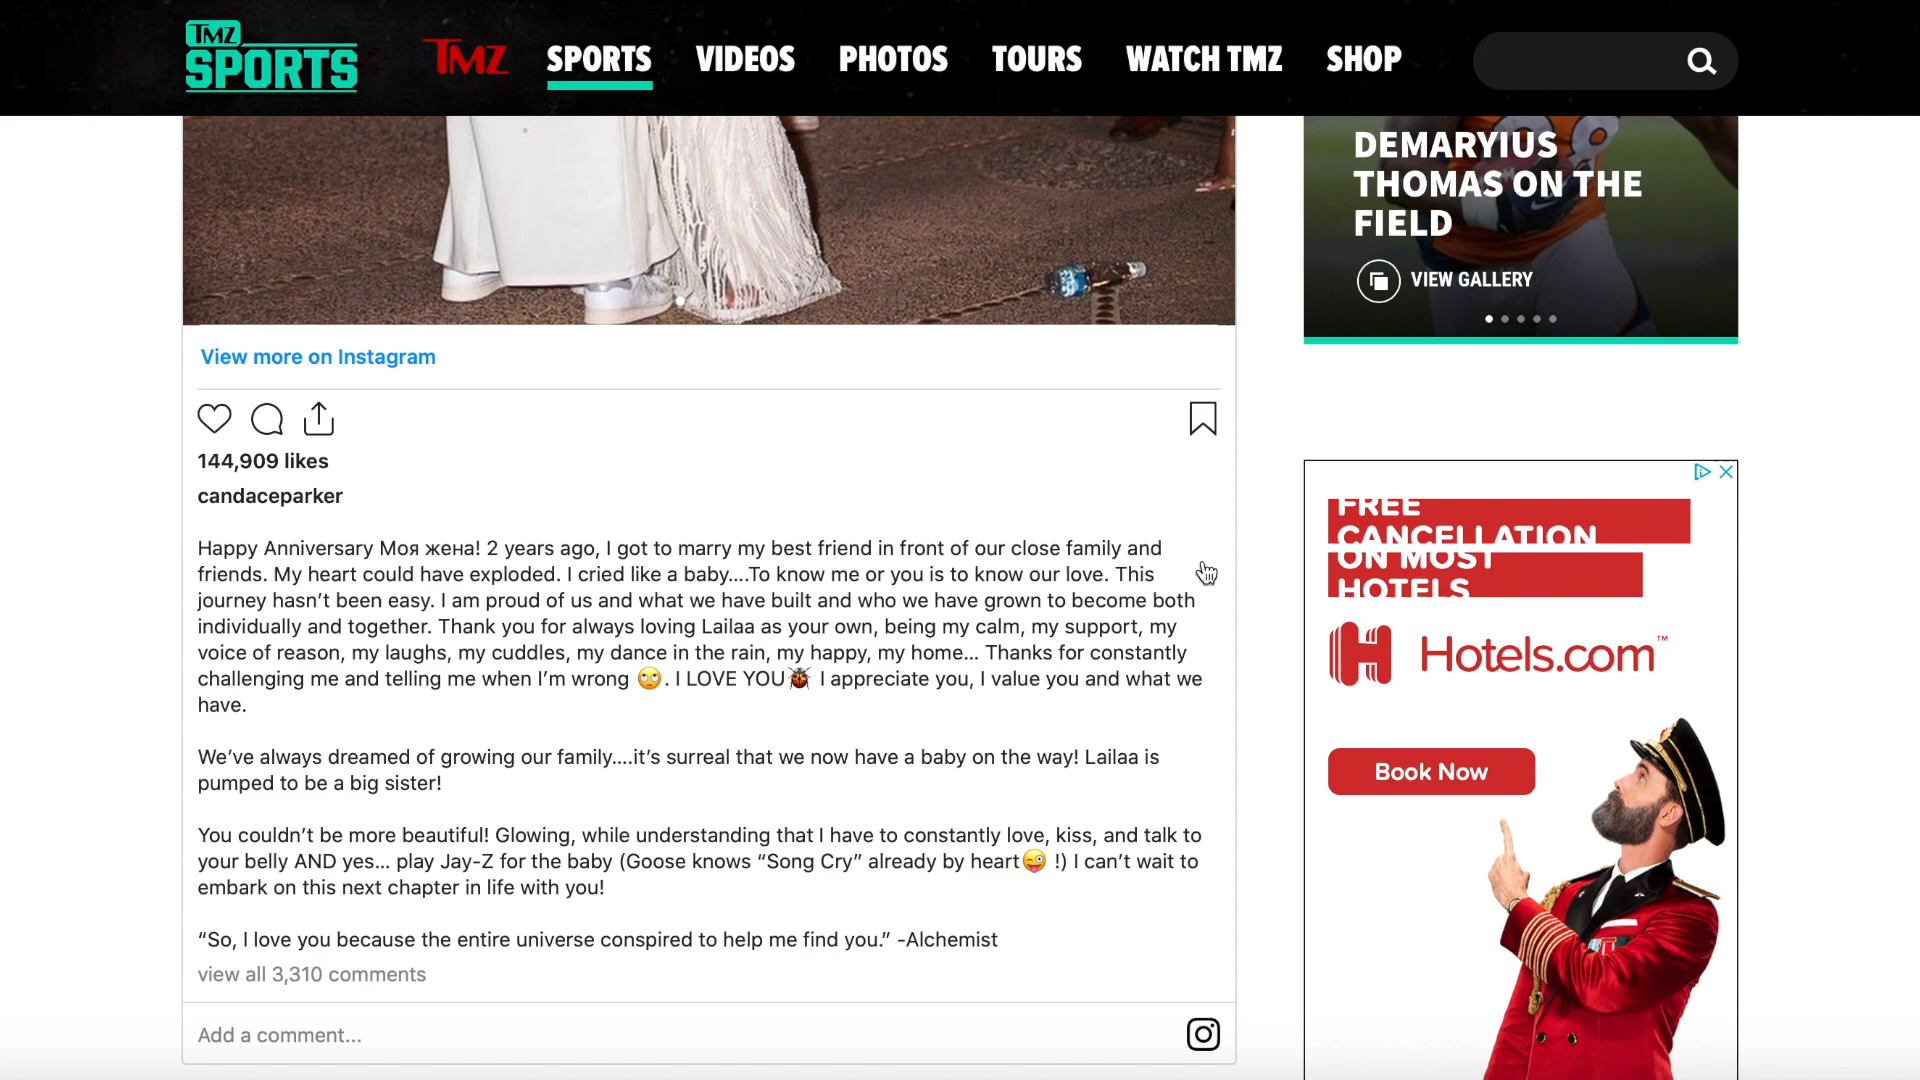 TMZ
SPORTS
TMZ
SPORTS
VIDEOS
PHOTOS
TOURS
WATCH TMZ
SHOP
DEMARYIUS
THOMAS ON THE
FIELD
VIEW GALLERY
View more on Instagram
144,909 likes
candaceparker
Happy Anniversary Моя жена! 2 years ago, I got to marry my best friend in front of our close family and
friends. My heart could have exploded. I cried like a baby....To know me or you is to know our love. This
journey hasn’t been easy. I am proud of us and what we have built and who we have grown to become both
individually and together. Thank you for always loving Lailaa as your own, being my calm, my support, my
voice of reason, my laughs, my cuddles, my dance in the rain, my happy, my home... Thanks for constantly
challenging me and telling me when I’m wrong 🙄. I LOVE YOU🐞 I appreciate you, I value you and what we
have.
We’ve always dreamed of growing our family....it’s surreal that we now have a baby on the way! Lailaa is
pumped to be a big sister!
You couldn’t be more beautiful! Glowing, while understanding that I have to constantly love, kiss, and talk to
your belly AND yes... play Jay-Z for the baby (Goose knows “Song Cry” already by heart😜 !) I can’t wait to
embark on this next chapter in life with you!
“So, I love you because the entire universe conspired to help me find you.” -Alchemist
view all 3,310 comments
Add a comment...
FREE
CANCELLATION
ON MOST
HOTELS
Hotels.com™
Book Now